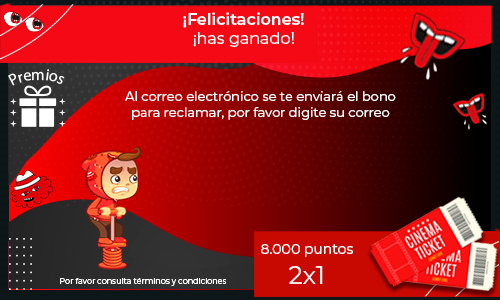 ¡Felicitaciones!
¡has ganado!
Premios
Al correo electrónico se te enviará el bono
para reclamar, por favor digite su correo
8.000 puntos
2x1
CINEMA
TICKET
CINEMA
TICKET
Por favor consulta términos y condiciones